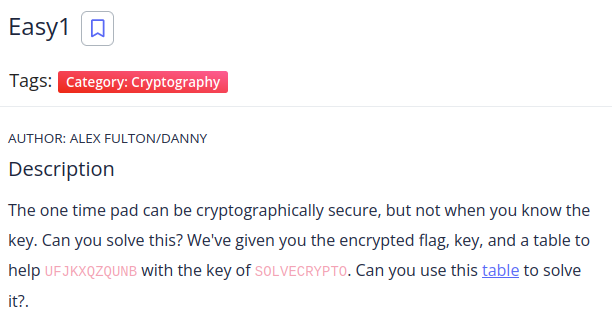 Easy1
Tags: Category: Cryptography
AUTHOR: ALEX FULTON/DANNY
Description
The one time pad can be cryptographically secure, but not when you know the
key. Can you solve this? We've given you the encrypted flag, key, and a table to
help UFJKXQZQUNB with the key of SOLVECRYPTO. Can you use this table to solve
it?.